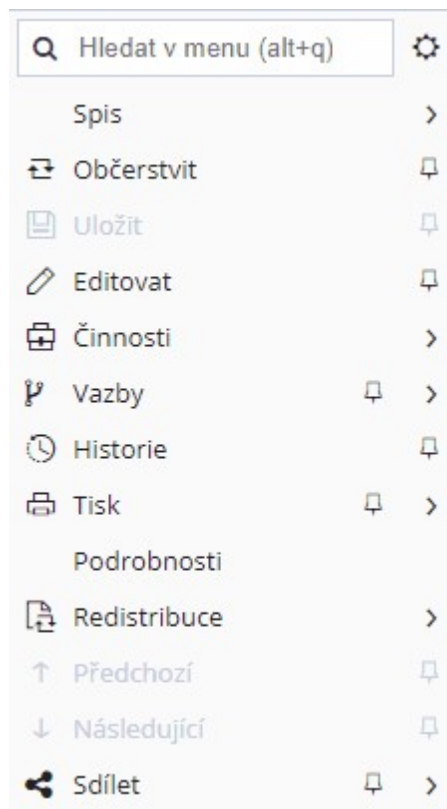 Hledat v menu (alt+q)
Spis
Občerstvit
Uložit
Editovat
Činnosti
Vazby
Historie
Tisk
Podrobnosti
Redistribuce
Předchozí
Následující
Sdílet